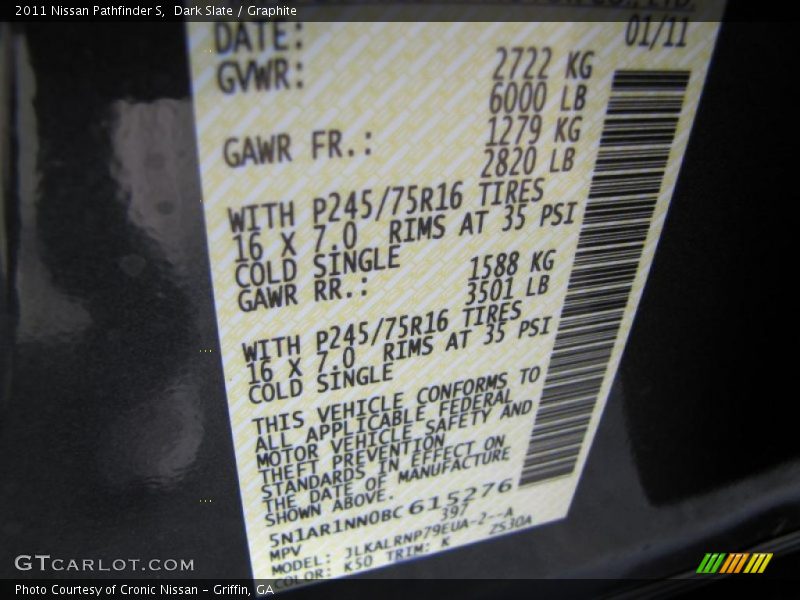 2011 Nissan Pathfinder S, Dark Slate / Graphite
DATE: 01/11
GVWR: 2722 KG
6000 LB
GAWR FR.: 1279 KG
2820 LB
WITH P245/75R16 TIRES
16 X 7.0 RIMS AT 35 PSI
COLD SINGLE
GAWR RR.: 1588 KG
3501 LB
WITH P245/75R16 TIRES
16 X 7.0 RIMS AT 35 PSI
COLD SINGLE
THIS VEHICLE CONFORMS TO
ALL APPLICABLE FEDERAL
MOTOR VEHICLE SAFETY AND
THEFT PREVENTION
STANDARDS IN EFFECT ON
THE DATE OF MANUFACTURE
SHOWN ABOVE.
5N1AR1NN0BC615276
MPV 397
MODEL: JLKALRNP79EUA-2--A
COLOR: K50 TRIM: K ZS30A
GTCARLOT.COM
Photo Courtesy of Cronic Nissan - Griffin, GA